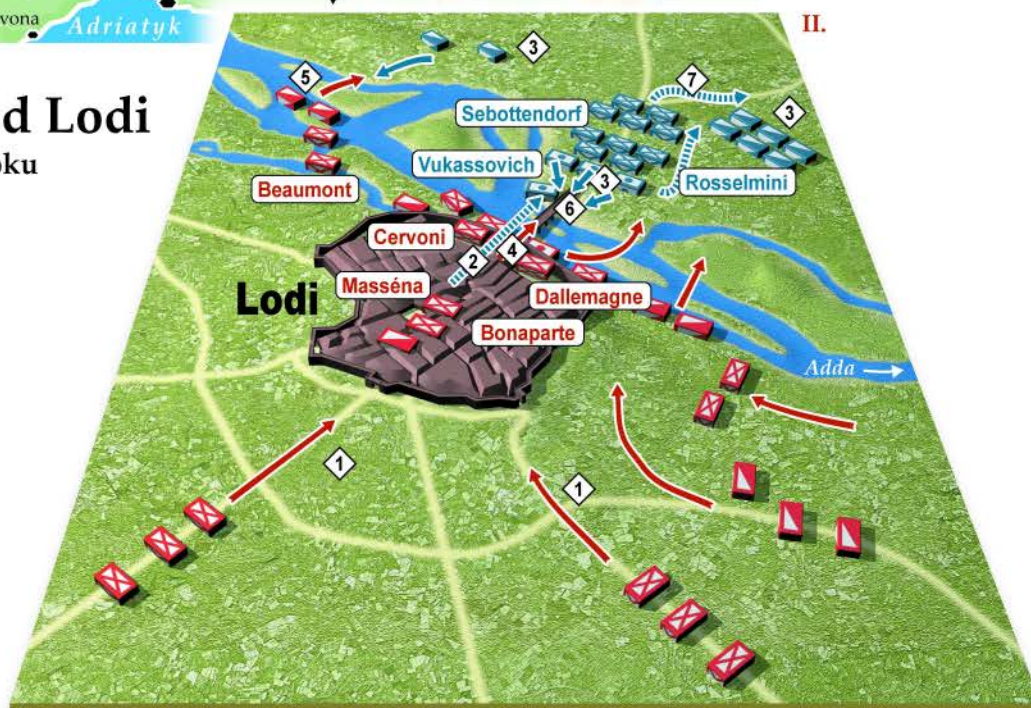 vona
Adriatyk
II.
d Lodi
oku
5
3
7
3
Sebottendorf
Vukassovich
3
Rosselmini
Beaumont
6
Cervoni
4
2
Masséna
Lodi
Dallemagne
Bonaparte
Adda
1
1